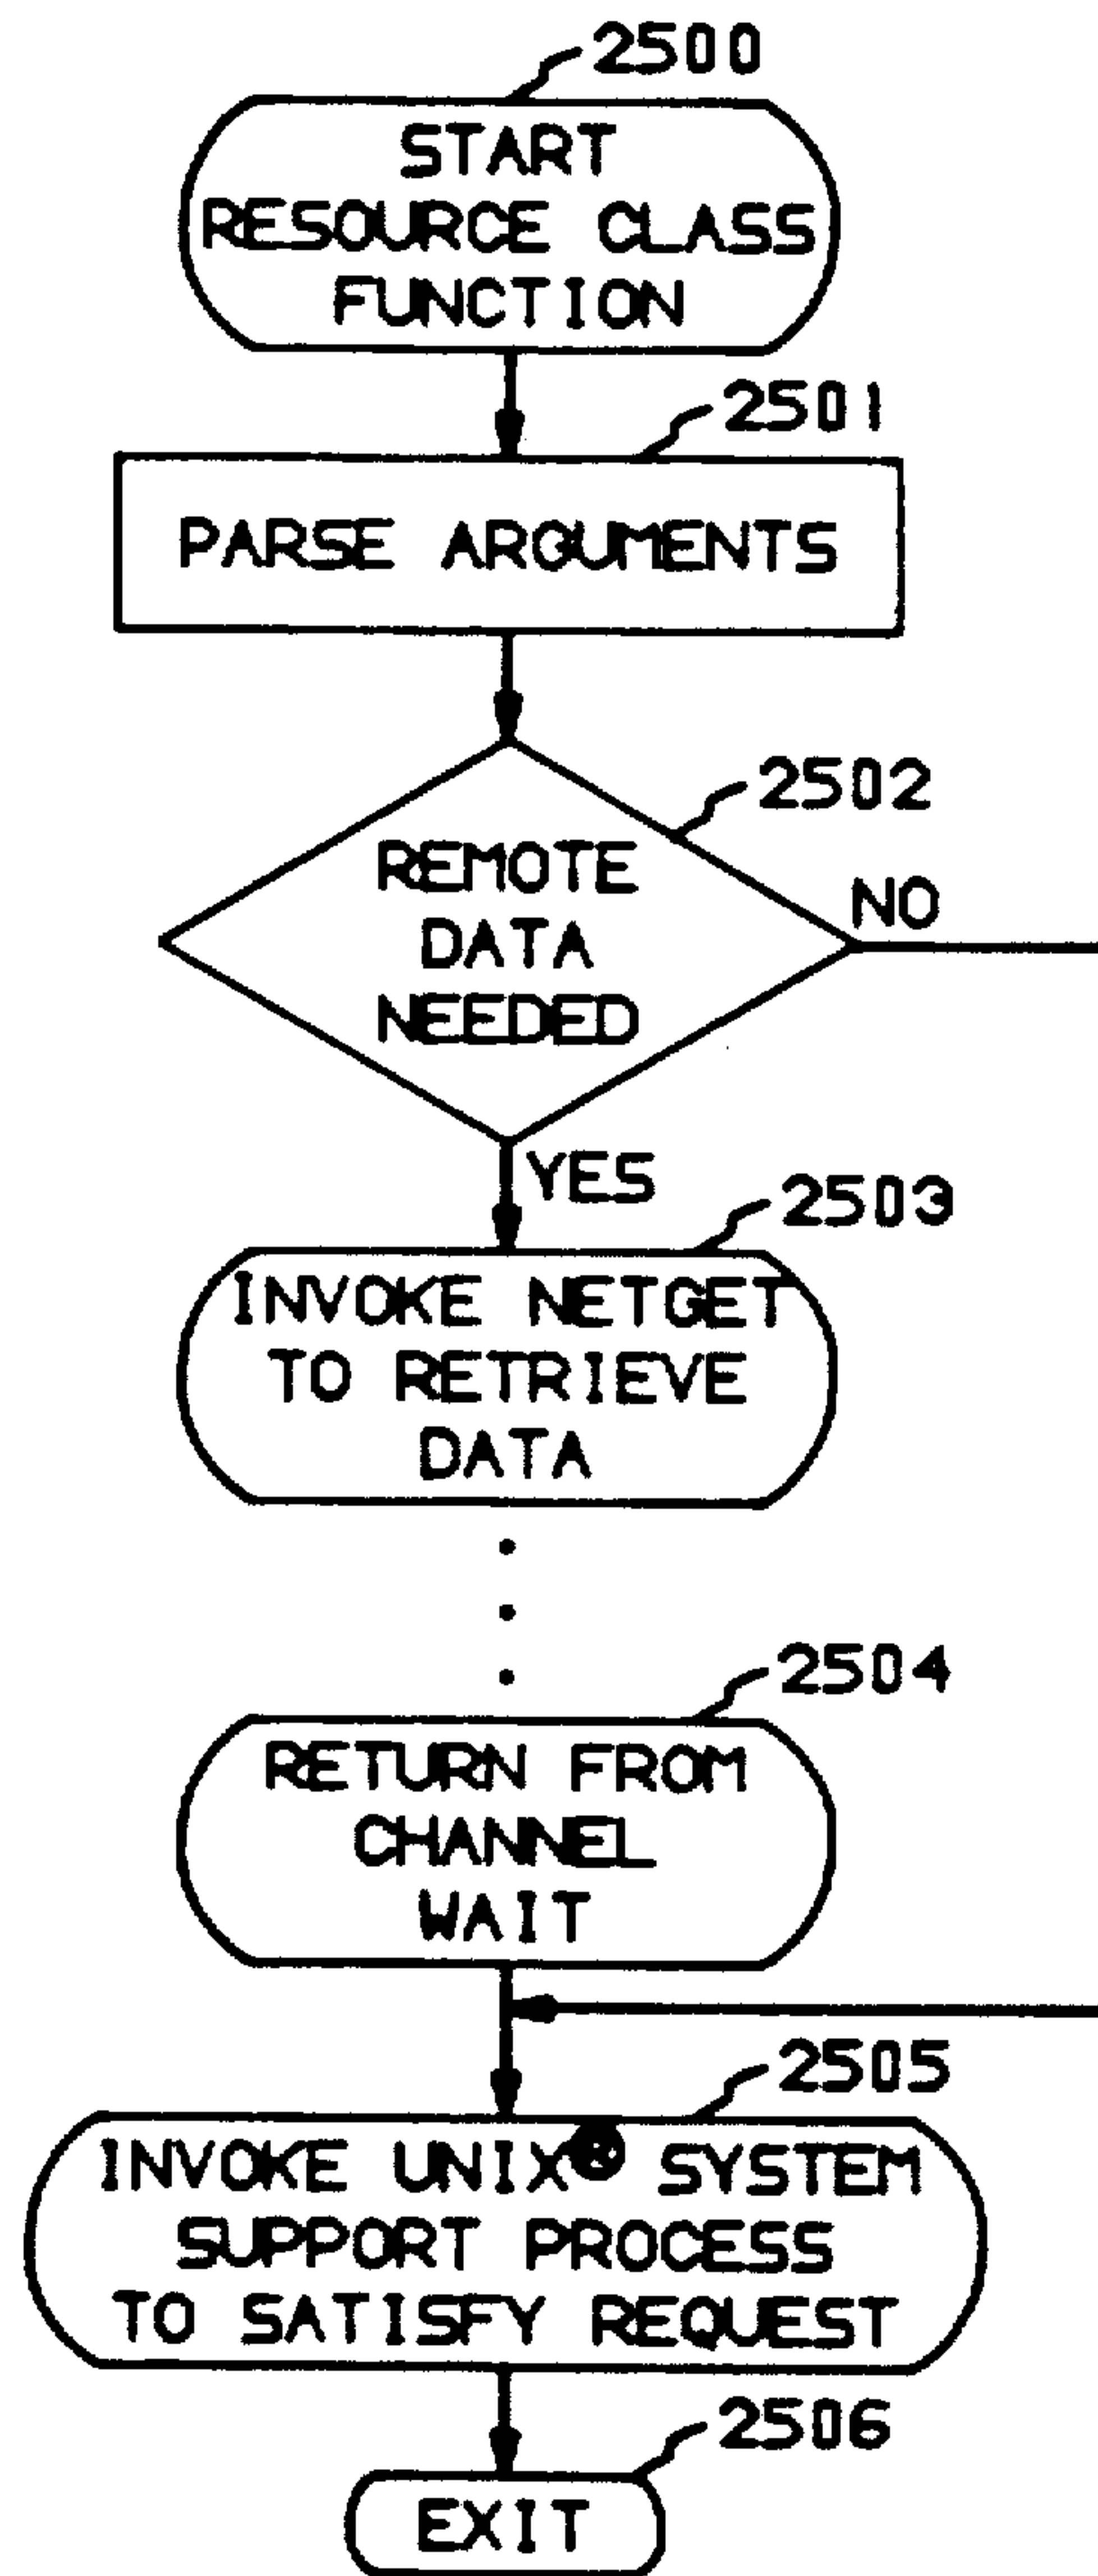 2500
START
RESOURCE CLASS
FUNCTION
2501
PARSE ARGUMENTS
2502
REMOTE
DATA
NEEDED
NO
YES
2503
INVOKE NETGET
TO RETRIEVE
DATA
2504
RETURN FROM
CHANNEL
WAIT
2505
INVOKE UNIX® SYSTEM
SUPPORT PROCESS
TO SATISFY REQUEST
2506
EXIT